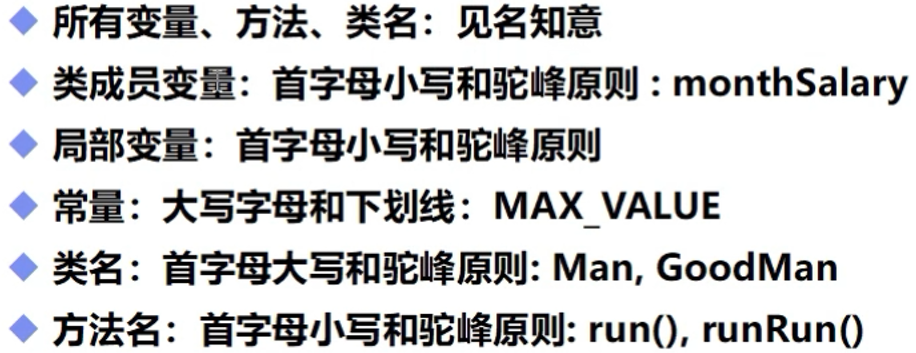 所有变量、方法、类名：见名知意
类成员变量：首字母小写和驼峰原则 : monthSalary
局部变量：首字母小写和驼峰原则
常量：大写字母和下划线：MAX_VALUE
类名：首字母大写和驼峰原则: Man, GoodMan
方法名：首字母小写和驼峰原则: run(), runRun()